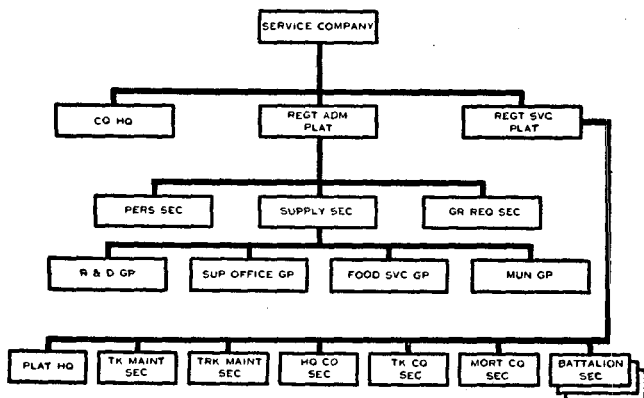 SERVICE COMPANY
CO HQ
REGT ADM
PLAT
REGT SVC
PLAT
PERS SEC
SUPPLY SEC
GR REG SEC
R & D GP
SUP OFFICE GP
FOOD SVC GP
MUN GP
PLAT HQ
TK MAINT
SEC
TRK MAINT
SEC
HQ CO
SEC
TK CO
SEC
MORT CO
SEC
BATTALION
SEC